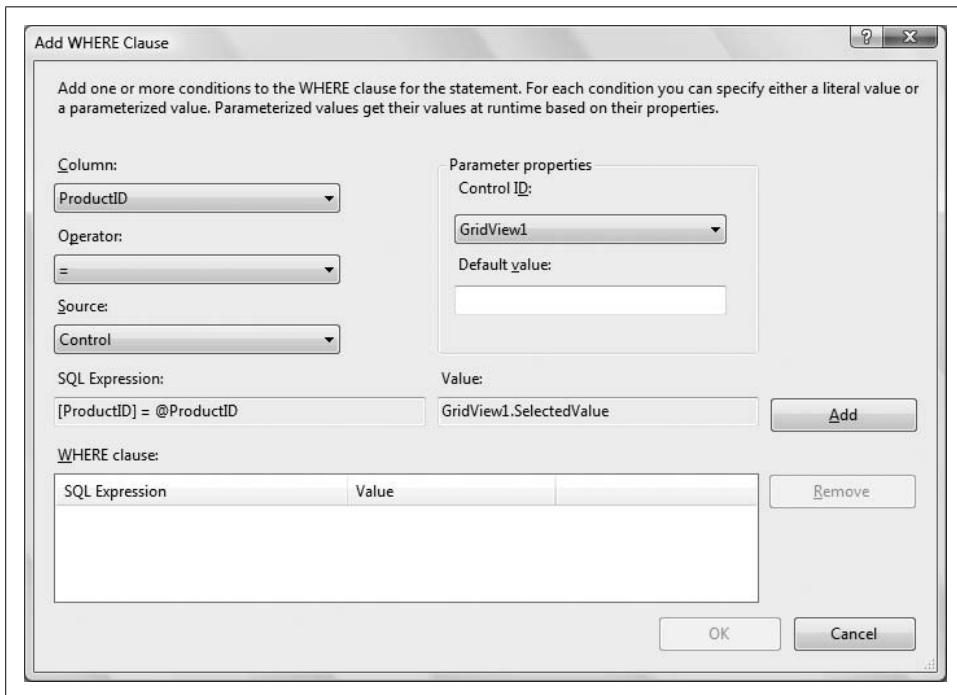 Add WHERE Clause
?
Add one or more conditions to the WHERE clause for the statement. For each condition you can specify either a literal value or
a parameterized value. Parameterized values get their values at runtime based on their properties.
Column:
ProductID
Operator:
=
Source:
Control
Parameter properties
Control ID:
GridView1
Default value:
SQL Expression:
[ProductID] = @ProductID
Value:
GridView1.SelectedValue
Add
WHERE clause:
SQL Expression Value
Remove
OK Cancel